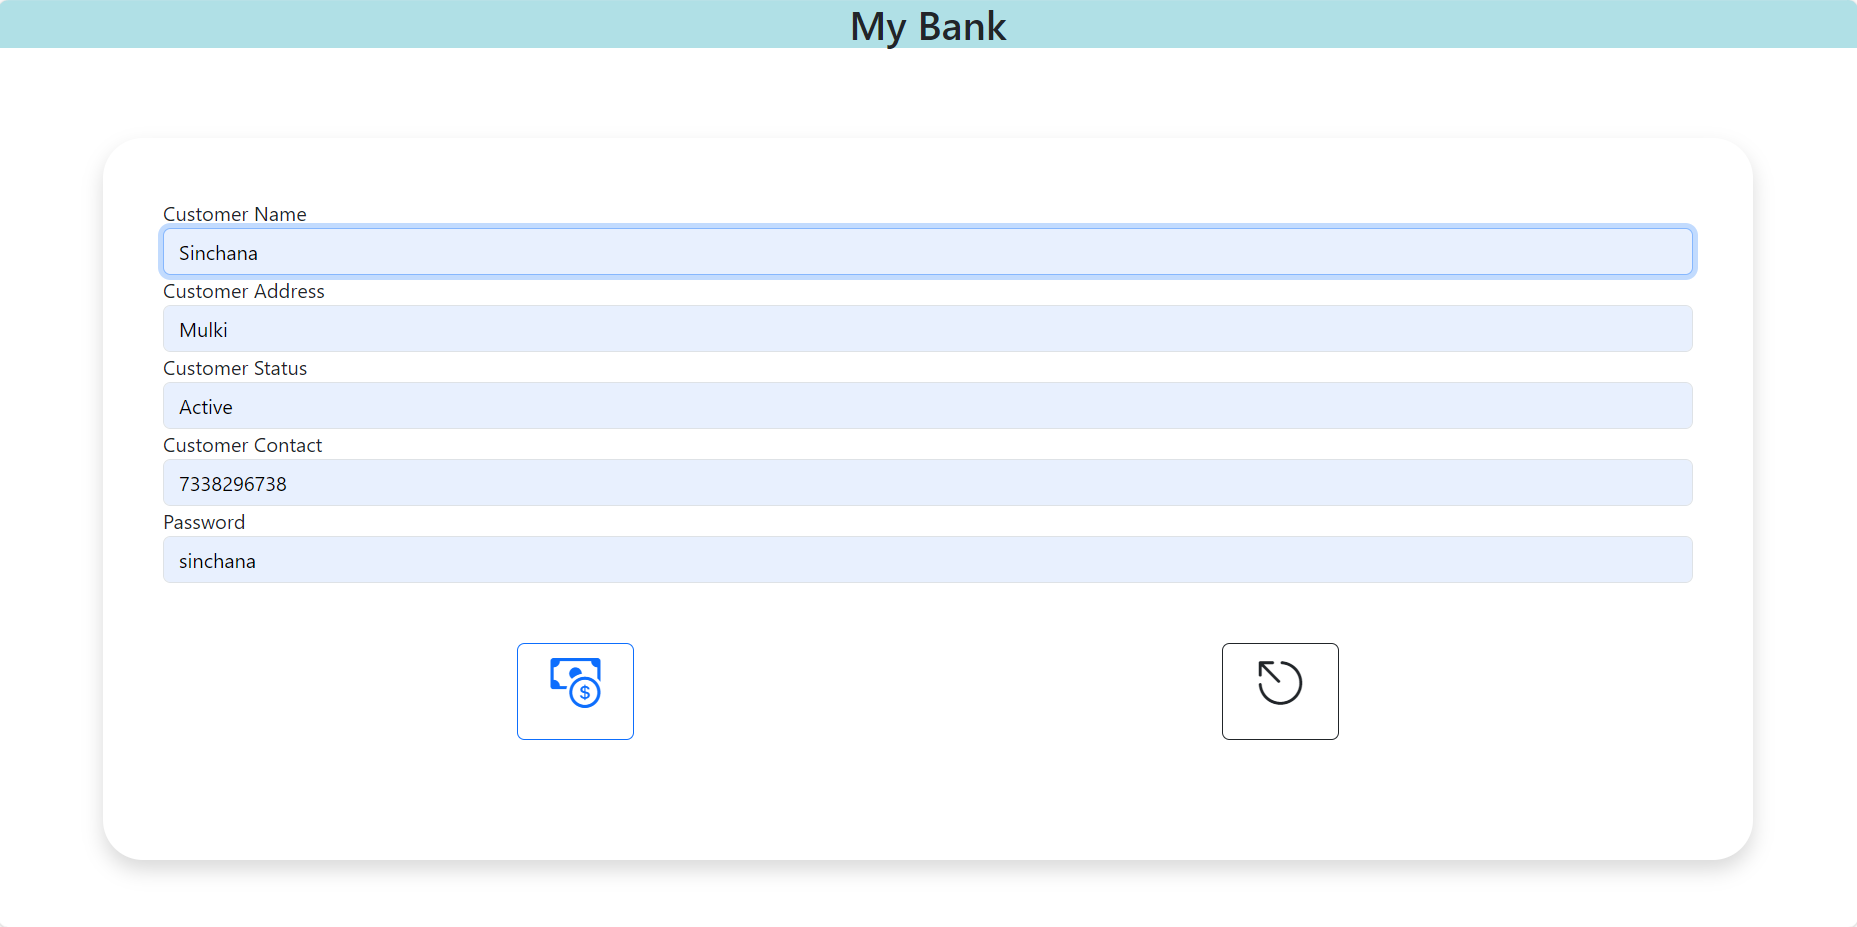 My Bank
Customer Name
Sinchana
Customer Address
Mulki
Customer Status
Active
Customer Contact
7338296738
Password
sinchana
$